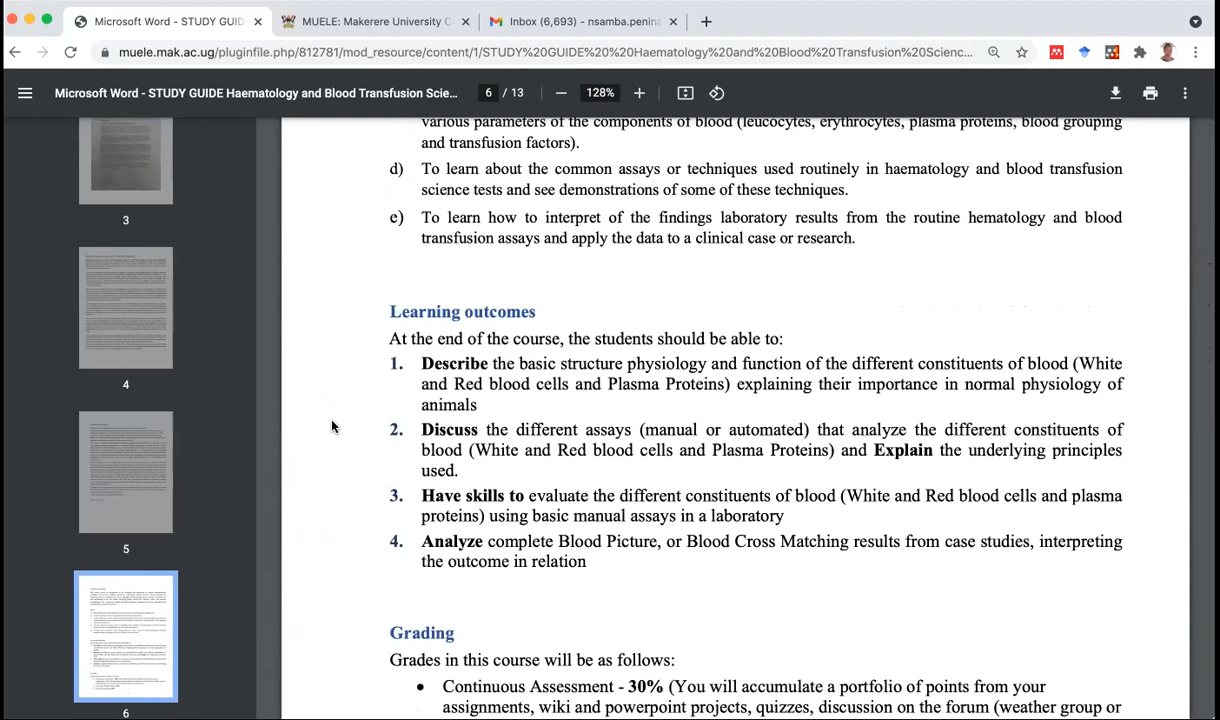 Microsoft Word - STUDY GUID
MUELE: Makerere University C
Inbox (6,693) - nsamba.penina
muele.mak.ac.ug/pluginfile.php/812781/mod_resource/content/1/STUDY%20GUIDE%20%20Haematology%20and%20Blood%20Transfusion%20Scienc...
Microsoft Word - STUDY GUIDE Haematology and Blood Transfusion Scie...
6 / 13
128%
3
4
5
6
various parameters of the components of blood (leucocytes, erythrocytes, plasma proteins, blood grouping
and transfusion factors).
d) To learn about the common assays or techniques used routinely in haematology and blood transfusion
science tests and see demonstrations of some of these techniques.
e) To learn how to interpret of the findings laboratory results from the routine hematology and blood
transfusion assays and apply the data to a clinical case or research.
Learning outcomes
At the end of the course, the students should be able to:
1. Describe the basic structure physiology and function of the different constituents of blood (White
and Red blood cells and Plasma Proteins) explaining their importance in normal physiology of
animals
2. Discuss the different assays (manual or automated) that analyze the different constituents of
blood (White and Red blood cells and Plasma Proteins) and Explain the underlying principles
used.
3. Have skills to evaluate the different constituents of blood (White and Red blood cells and plasma
proteins) using basic manual assays in a laboratory
4. Analyze complete Blood Picture, or Blood Cross Matching results from case studies, interpreting
the outcome in relation
Grading
Grades in this course will be as follows:
• Continuous Assessment - 30% (You will accumulate a portfolio of points from your
assignments, wiki and powerpoint projects, quizzes, discussion on the forum (weather group or